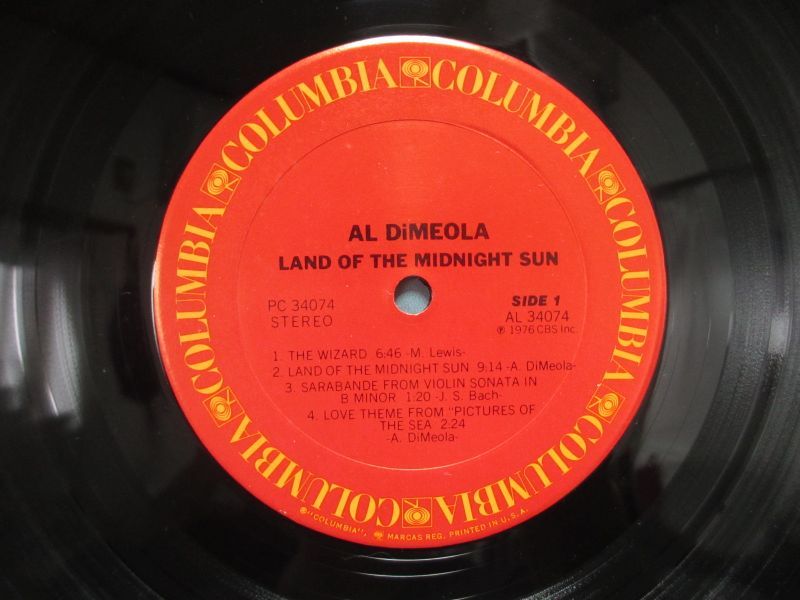 COLUMBIA COLUMBIA COLUMBIA COLUMBIA COLUMBIA COLUMBIA
AL DiMEOLA
LAND OF THE MIDNIGHT SUN
PC 34074
STEREO
SIDE 1
AL 34074
℗ 1976 CBS Inc.
1. THE WIZARD 6:46 -M. Lewis-
2. LAND OF THE MIDNIGHT SUN 9:14 -A. DiMeola-
3. SARABANDE FROM VIOLIN SONATA IN
B MINOR 1:20 -J. S. Bach-
4. LOVE THEME FROM "PICTURES OF
THE SEA 2:24
-A. DiMeola-
®"COLUMBIA", MARCAS REG. PRINTED IN U.S.A.